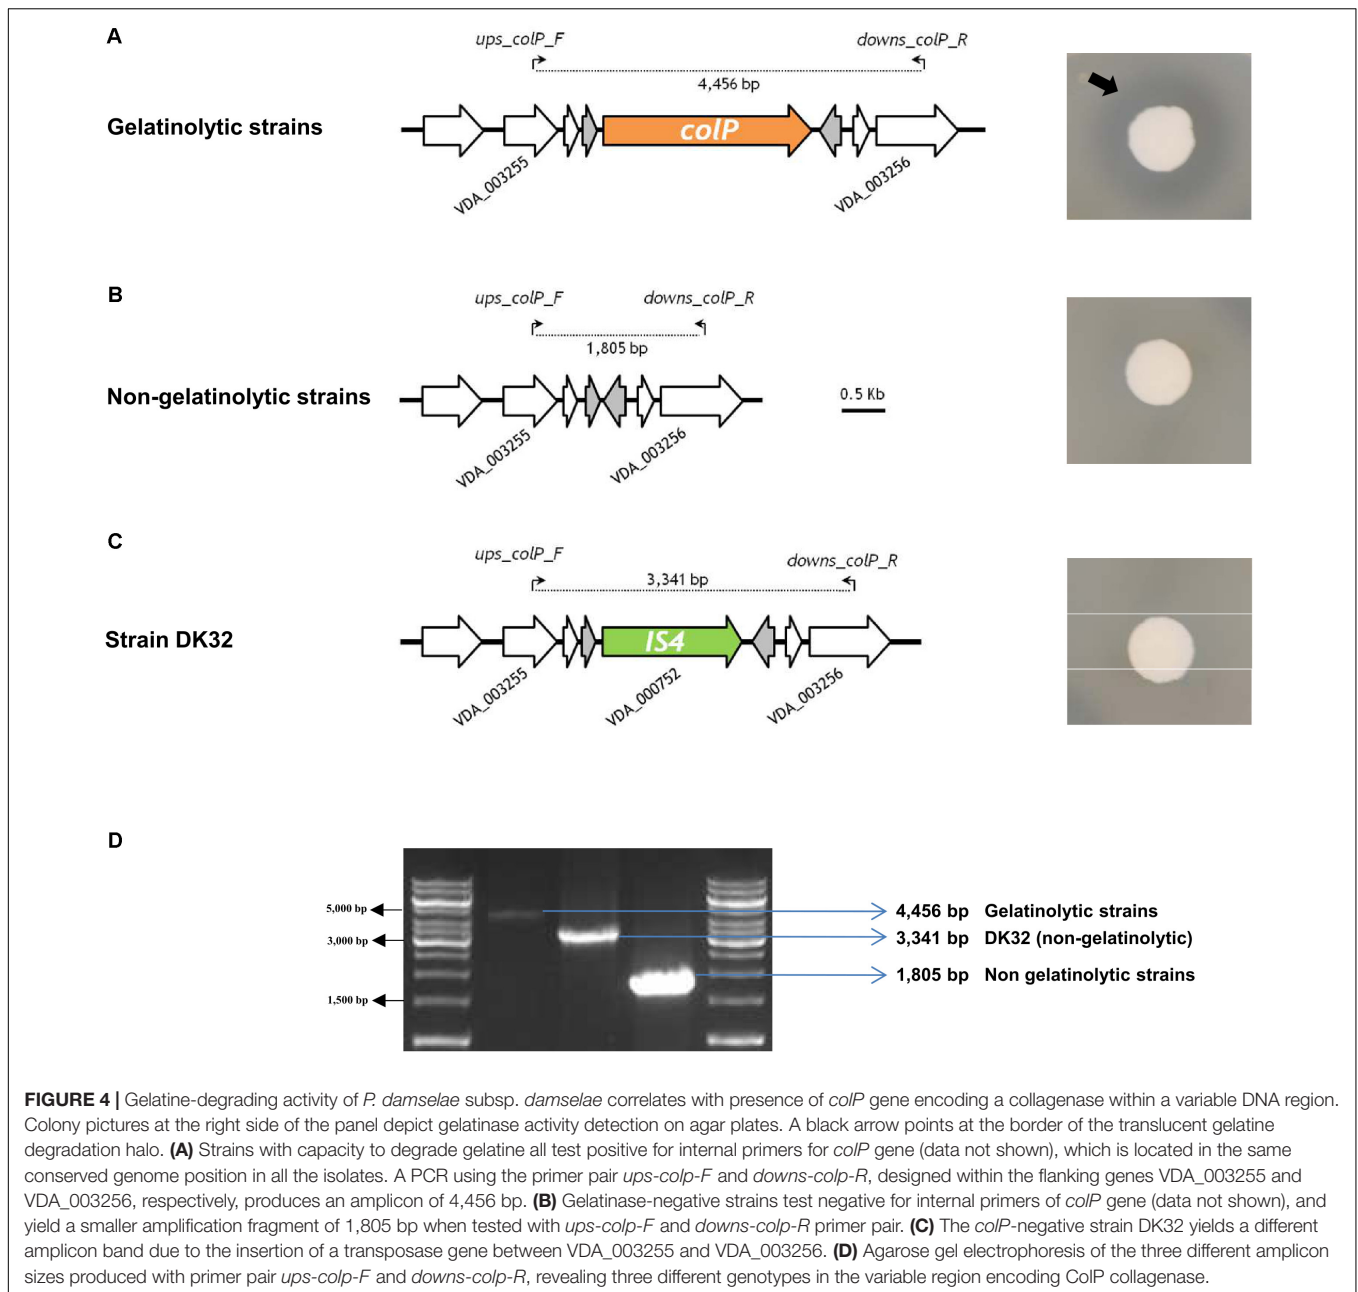 A
ups_colP_F
downs_colP_R
4,456 bp
Gelatinolytic strains
colP
VDA_003255
VDA_003256
B
ups_colP_F
downs_colP_R
1,805 bp
Non-gelatinolytic strains
0.5 Kb
VDA_003255
VDA_003256
C
ups_colP_F
downs_colP_R
3,341 bp
Strain DK32
IS4
VDA_003255
VDA_000752
VDA_003256
D
5,000 bp
3,000 bp
1,500 bp
4,456 bp Gelatinolytic strains
3,341 bp DK32 (non-gelatinolytic)
1,805 bp Non gelatinolytic strains
FIGURE 4 | Gelatine-degrading activity of P. damselae subsp. damselae correlates with presence of colP gene encoding a collagenase within a variable DNA region.
Colony pictures at the right side of the panel depict gelatinase activity detection on agar plates. A black arrow points at the border of the translucent gelatine
degradation halo. (A) Strains with capacity to degrade gelatine all test positive for internal primers for colP gene (data not shown), which is located in the same
conserved genome position in all the isolates. A PCR using the primer pair ups-colp-F and downs-colp-R, designed within the flanking genes VDA_003255 and
VDA_003256, respectively, produces an amplicon of 4,456 bp. (B) Gelatinase-negative strains test negative for internal primers of colP gene (data not shown), and
yield a smaller amplification fragment of 1,805 bp when tested with ups-colp-F and downs-colp-R primer pair. (C) The colP-negative strain DK32 yields a different
amplicon band due to the insertion of a transposase gene between VDA_003255 and VDA_003256. (D) Agarose gel electrophoresis of the three different amplicon
sizes produced with primer pair ups-colp-F and downs-colp-R, revealing three different genotypes in the variable region encoding ColP collagenase.